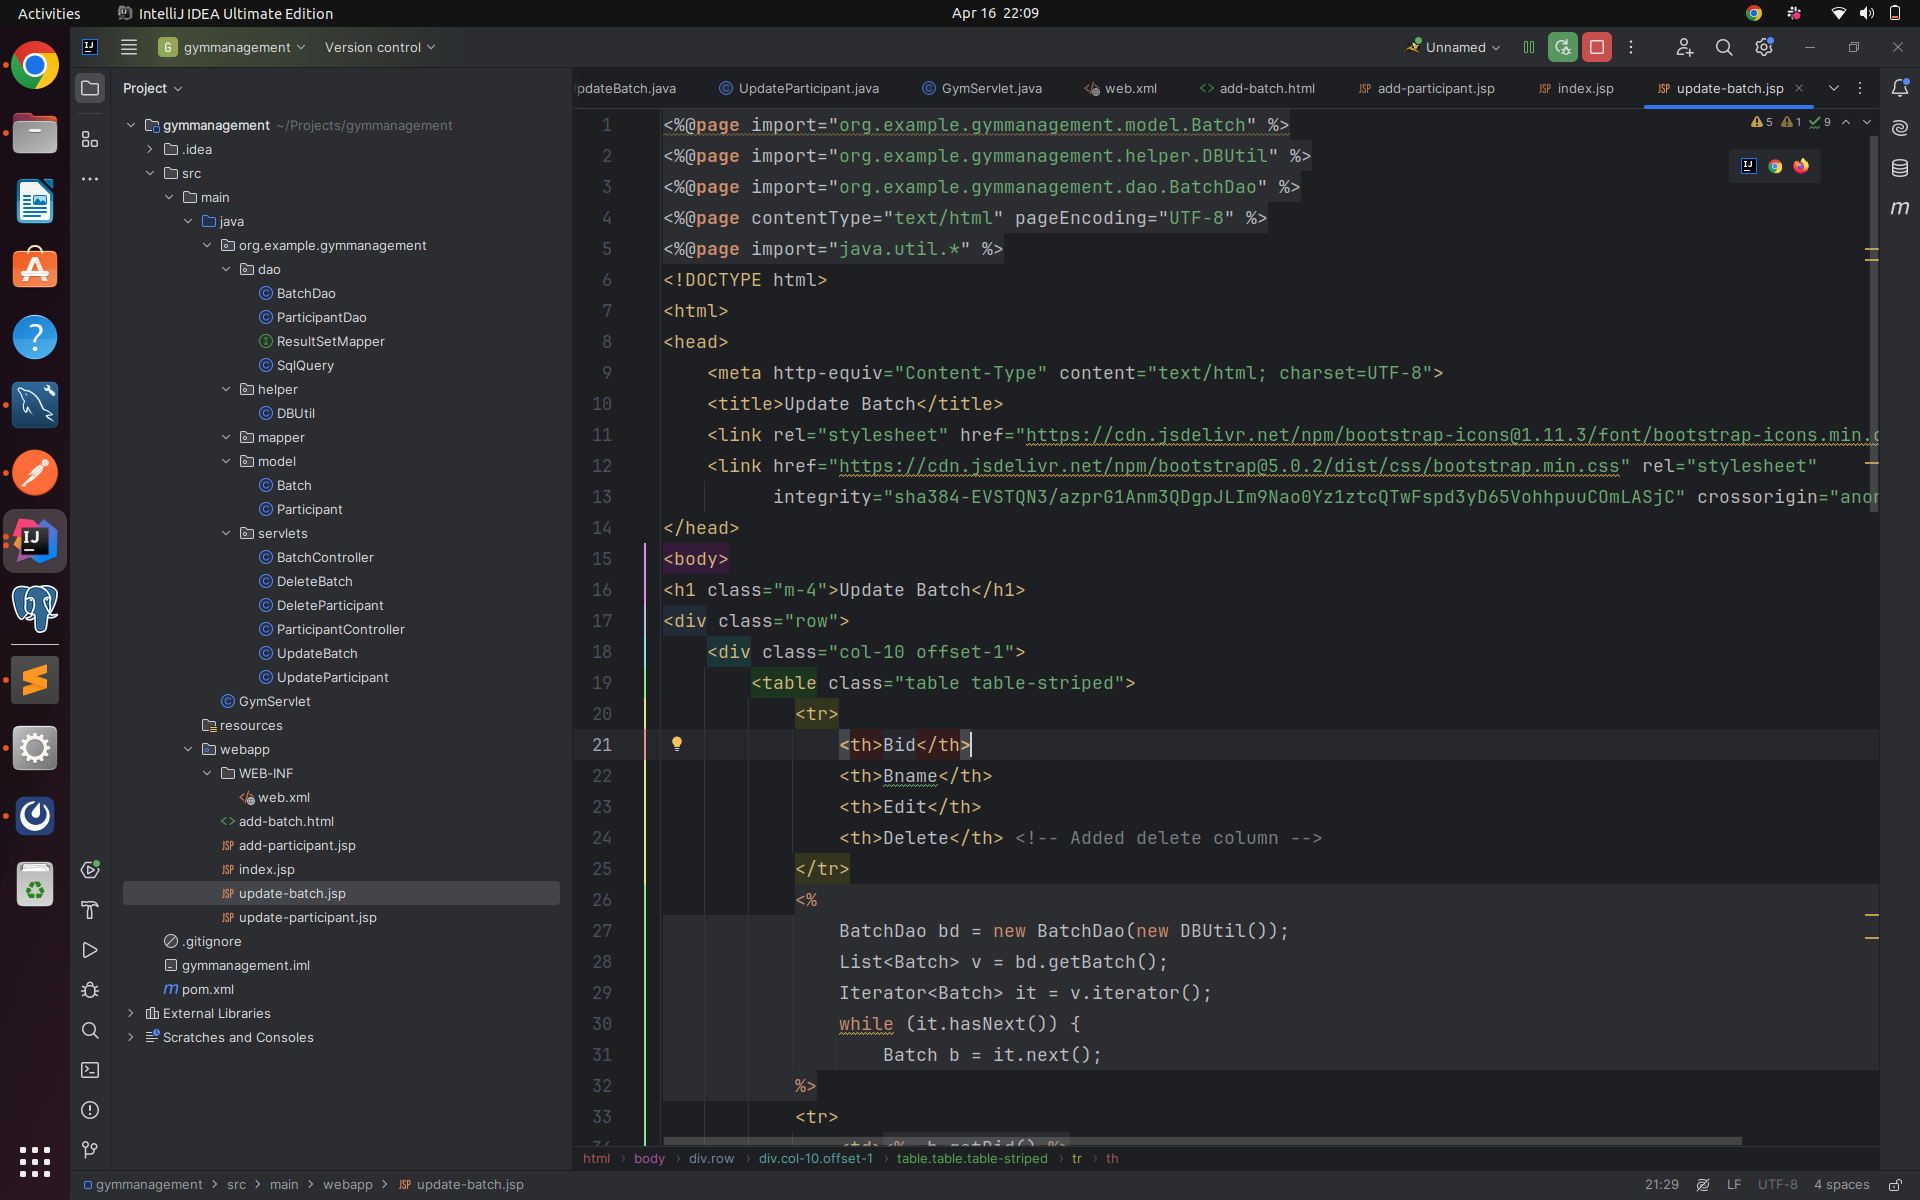 Activities
IntelliJ IDEA Ultimate Edition
Apr 16 22:09
G gymmanagement
Version control
Unnamed
Project
pdateBatch.java
UpdateParticipant.java
GymServlet.java
web.xml
add-batch.html
add-participant.jsp
index.jsp
update-batch.jsp
gymmanagement ~/Projects/gymmanagement
.idea
src
main
java
org.example.gymmanagement
dao
BatchDao
ParticipantDao
ResultSetMapper
SqlQuery
helper
DBUtil
mapper
model
Batch
Participant
servlets
BatchController
DeleteBatch
DeleteParticipant
ParticipantController
UpdateBatch
UpdateParticipant
GymServlet
resources
webapp
WEB-INF
web.xml
add-batch.html
add-participant.jsp
index.jsp
update-batch.jsp
update-participant.jsp
.gitignore
gymmanagement.iml
pom.xml
External Libraries
Scratches and Consoles
5 1 9
1 <%@page import="org.example.gymmanagement.model.Batch" %>
2 <%@page import="org.example.gymmanagement.helper.DBUtil" %>
3 <%@page import="org.example.gymmanagement.dao.BatchDao" %>
4 <%@page contentType="text/html" pageEncoding="UTF-8" %>
5 <%@page import="java.util.*" %>
6 <!DOCTYPE html>
7 <html>
8 <head>
9 <meta http-equiv="Content-Type" content="text/html; charset=UTF-8">
10 <title>Update Batch</title>
11 <link rel="stylesheet" href="https://cdn.jsdelivr.net/npm/bootstrap-icons@1.11.3/font/bootstrap-icons.min.c
12 <link href="https://cdn.jsdelivr.net/npm/bootstrap@5.0.2/dist/css/bootstrap.min.css" rel="stylesheet"
13 integrity="sha384-EVSTQN3/azprG1Anm3QDgpJLIm9Nao0Yz1ztcQTwFspd3yD65VohhpuuCOmLASjC" crossorigin="anon
14 </head>
15 <body>
16 <h1 class="m-4">Update Batch</h1>
17 <div class="row">
18 <div class="col-10 offset-1">
19 <table class="table table-striped">
20 <tr>
21 <th>Bid</th>
22 <th>Bname</th>
23 <th>Edit</th>
24 <th>Delete</th> <!-- Added delete column -->
25 </tr>
26 <%
27 BatchDao bd = new BatchDao(new DBUtil());
28 List<Batch> v = bd.getBatch();
29 Iterator<Batch> it = v.iterator();
30 while (it.hasNext()) {
31 Batch b = it.next();
32 %>
33 <tr>
34 <td><%= b.getBid() %>
html › body › div.row › div.col-10.offset-1 › table.table.table-striped › tr › th
gymmanagement > src > main > webapp > JSP update-batch.jsp
21:29 LF UTF-8 4 spaces